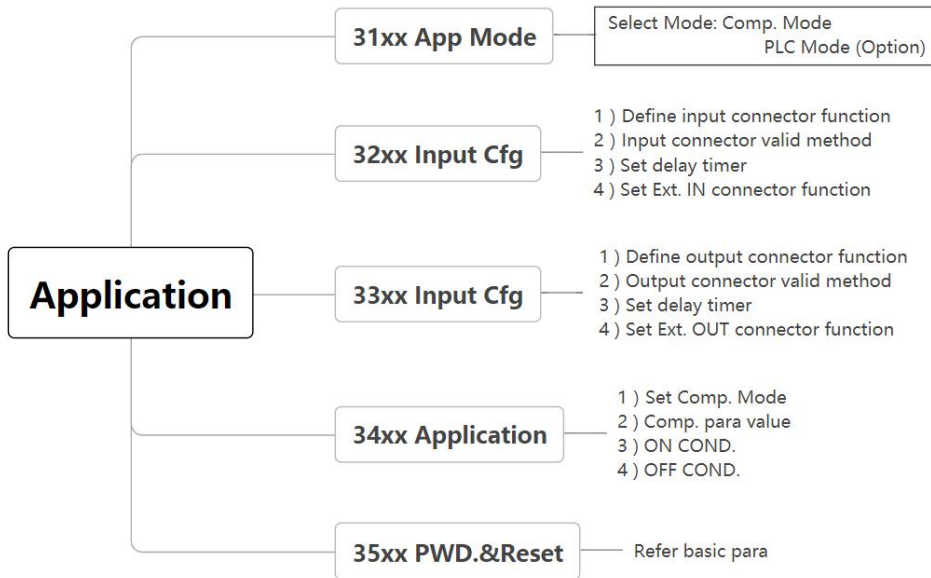 Application
31xx App Mode
Select Mode: Comp. Mode
PLC Mode (Option)
32xx Input Cfg
1 ) Define input connector function
2 ) Input connector valid method
3 ) Set delay timer
4 ) Set Ext. IN connector function
33xx Input Cfg
1 ) Define output connector function
2 ) Output connector valid method
3 ) Set delay timer
4 ) Set Ext. OUT connector function
34xx Application
1 ) Set Comp. Mode
2 ) Comp. para value
3 ) ON COND.
4 ) OFF COND.
35xx PWD.&Reset
Refer basic para